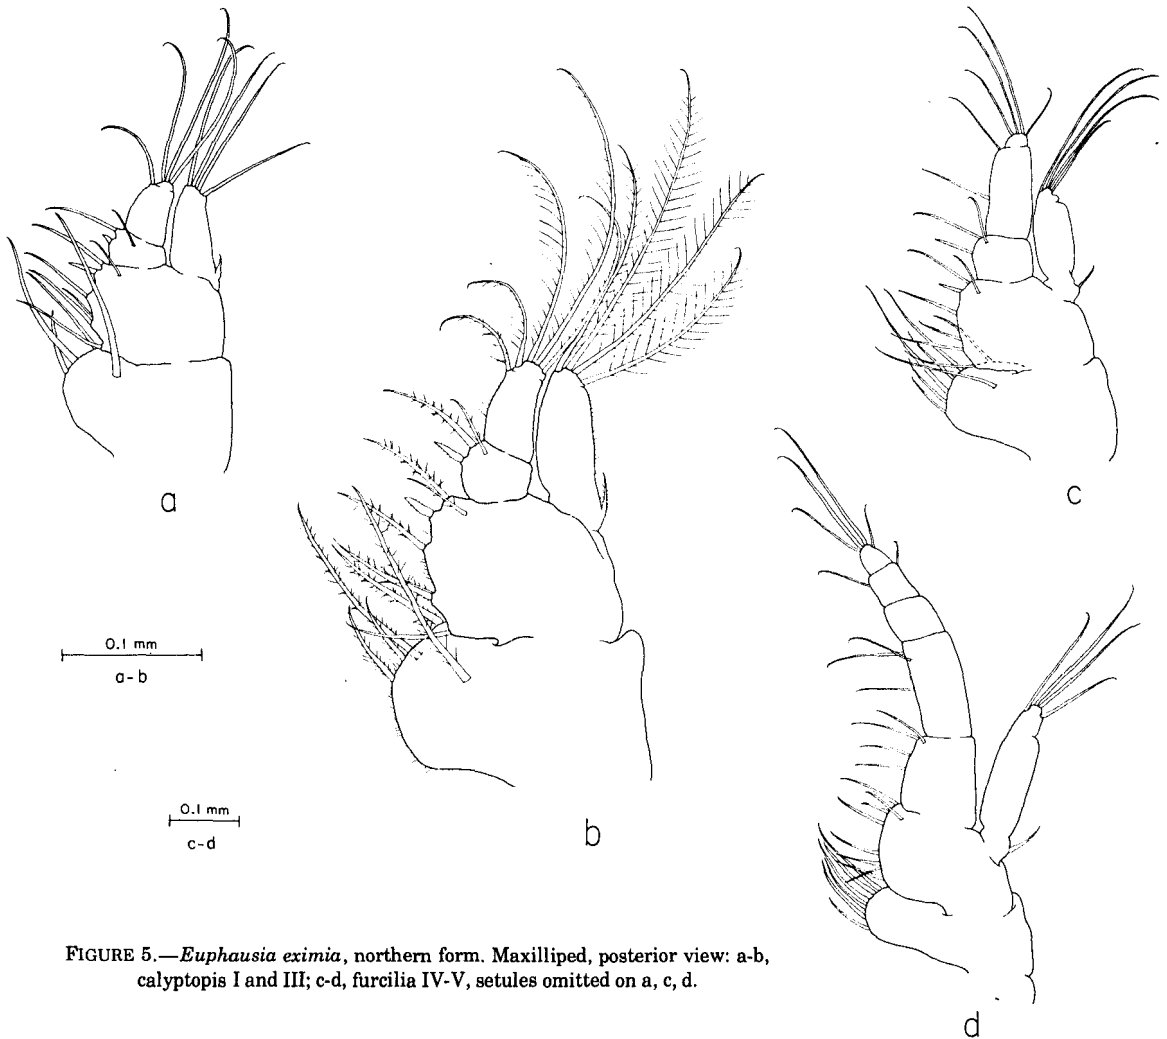 a
c
0.1 mm
a-b
0.1 mm
c-d
b
FIGURE 5.—Euphausia eximia, northern form. Maxilliped, posterior view: a-b,
calyptopis I and III; c-d, furcilia IV-V, setules omitted on a, c, d.
d